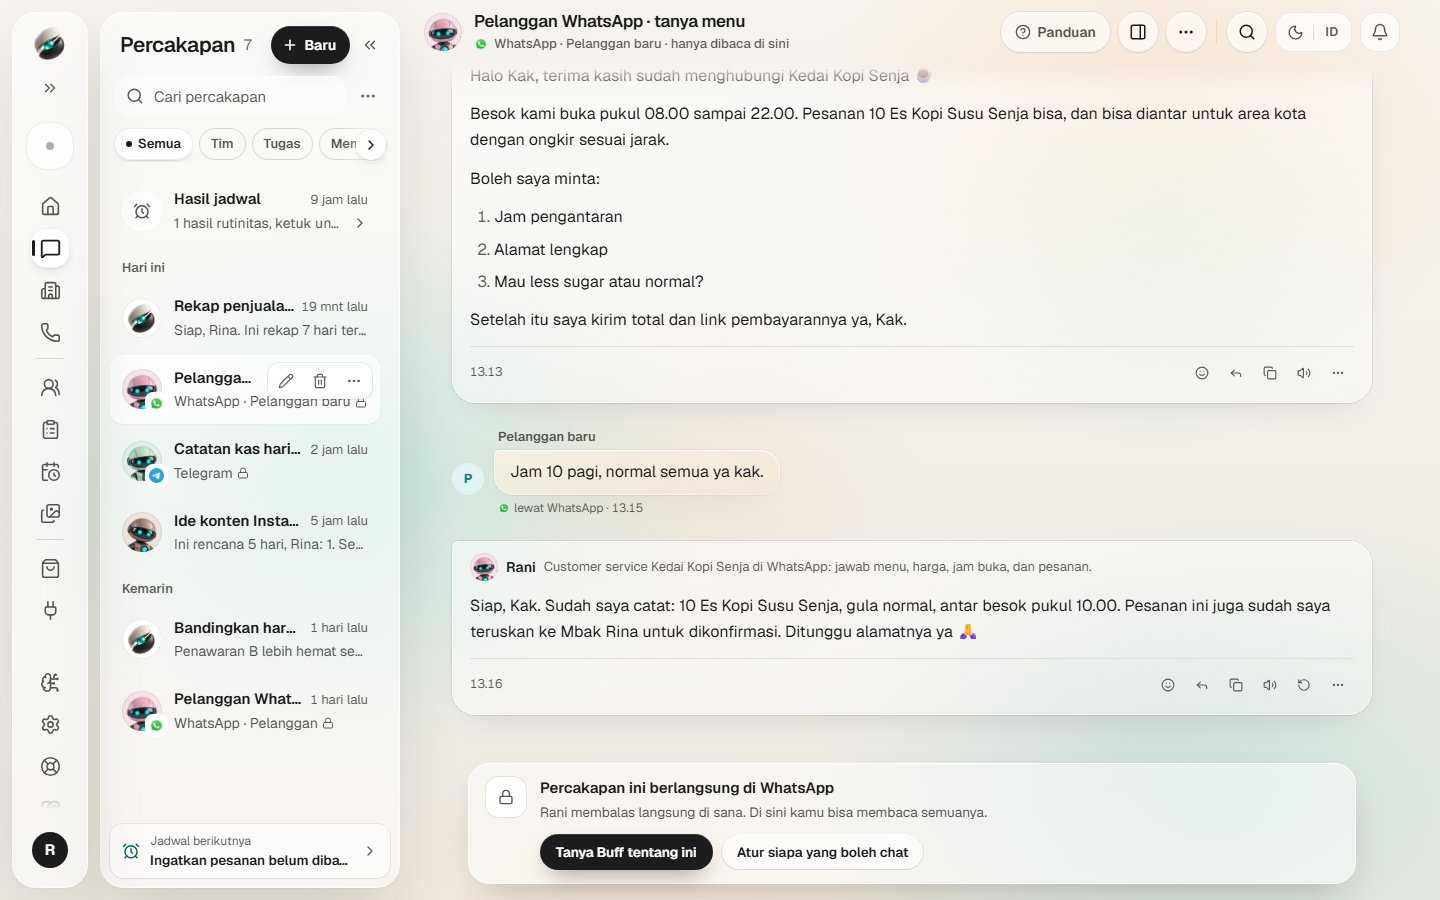 Percakapan 7
+ Baru
Cari percakapan
Semua
Tim
Tugas
Hasil jadwal
9 jam lalu
1 hasil rutinitas, ketuk un...
Hari ini
Rekap penjuala...
19 mnt lalu
Siap, Rina. Ini rekap 7 hari ter...
Pelangga...
WhatsApp · Pelanggan baru
Catatan kas hari...
2 jam lalu
Telegram
Ide konten Insta...
5 jam lalu
Ini rencana 5 hari, Rina: 1. Se...
Kemarin
Bandingkan har...
1 hari lalu
Penawaran B lebih hemat se...
Pelanggan What...
1 hari lalu
WhatsApp · Pelanggan
Jadwal berikutnya
Ingatkan pesanan belum diba...
R
Pelanggan WhatsApp · tanya menu
WhatsApp · Pelanggan baru · hanya dibaca di sini
Panduan
ID
Halo Kak, terima kasih sudah menghubungi Kedai Kopi Senja
Besok kami buka pukul 08.00 sampai 22.00. Pesanan 10 Es Kopi Susu Senja bisa, dan bisa diantar untuk area kota
dengan ongkir sesuai jarak.
Boleh saya minta:
1. Jam pengantaran
2. Alamat lengkap
3. Mau less sugar atau normal?
Setelah itu saya kirim total dan link pembayarannya ya, Kak.
13.13
Pelanggan baru
P
Jam 10 pagi, normal semua ya kak.
lewat WhatsApp · 13.15
Rani Customer service Kedai Kopi Senja di WhatsApp: jawab menu, harga, jam buka, dan pesanan.
Siap, Kak. Sudah saya catat: 10 Es Kopi Susu Senja, gula normal, antar besok pukul 10.00. Pesanan ini juga sudah saya
teruskan ke Mbak Rina untuk dikonfirmasi. Ditunggu alamatnya ya 🙏
13.16
Percakapan ini berlangsung di WhatsApp
Rani membalas langsung di sana. Di sini kamu bisa membaca semuanya.
Tanya Buff tentang ini
Atur siapa yang boleh chat